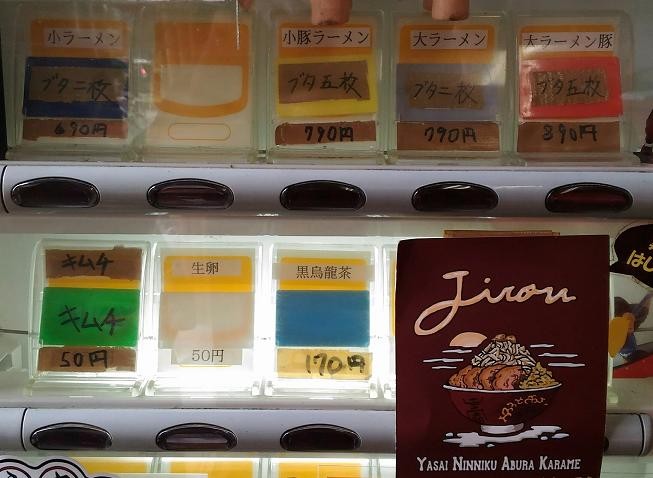 小ラーメン
ブタ二枚
690円
小豚ラーメン
ブタ五枚
790円
大ラーメン
ブタ二枚
790円
大ラーメン豚
ブタ五枚
890円
キムチ
キムチ
50円
生卵
50円
黒烏龍茶
170円
Jirou
YASAI NINNIKU ABURA KARAME